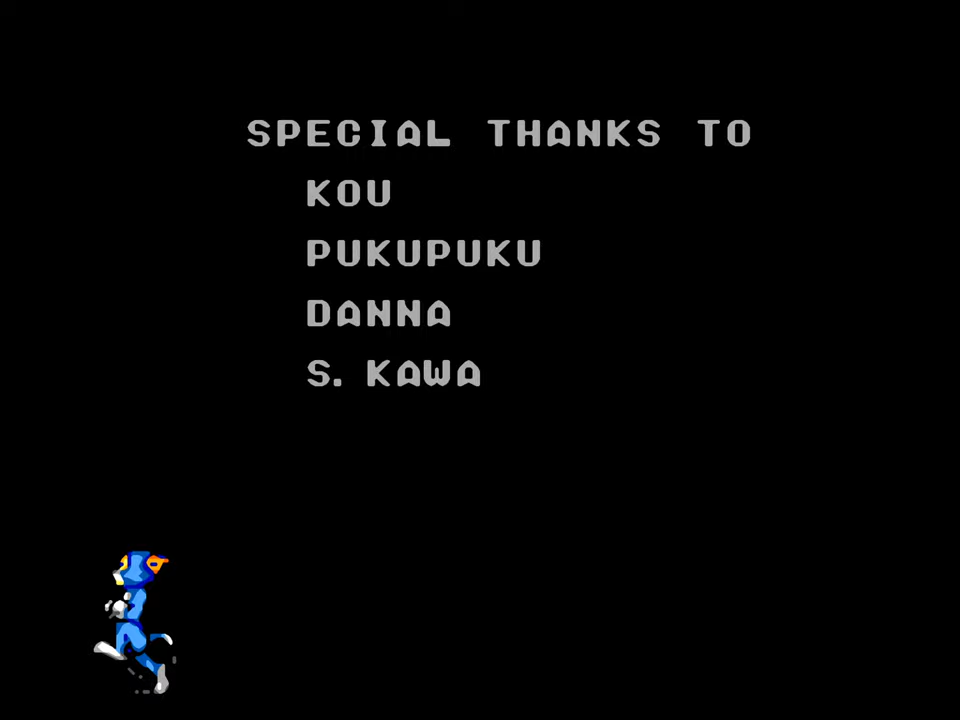 SPECIAL THANKS TO
KOU
PUKUPUKU
DANNA
S. KAWA